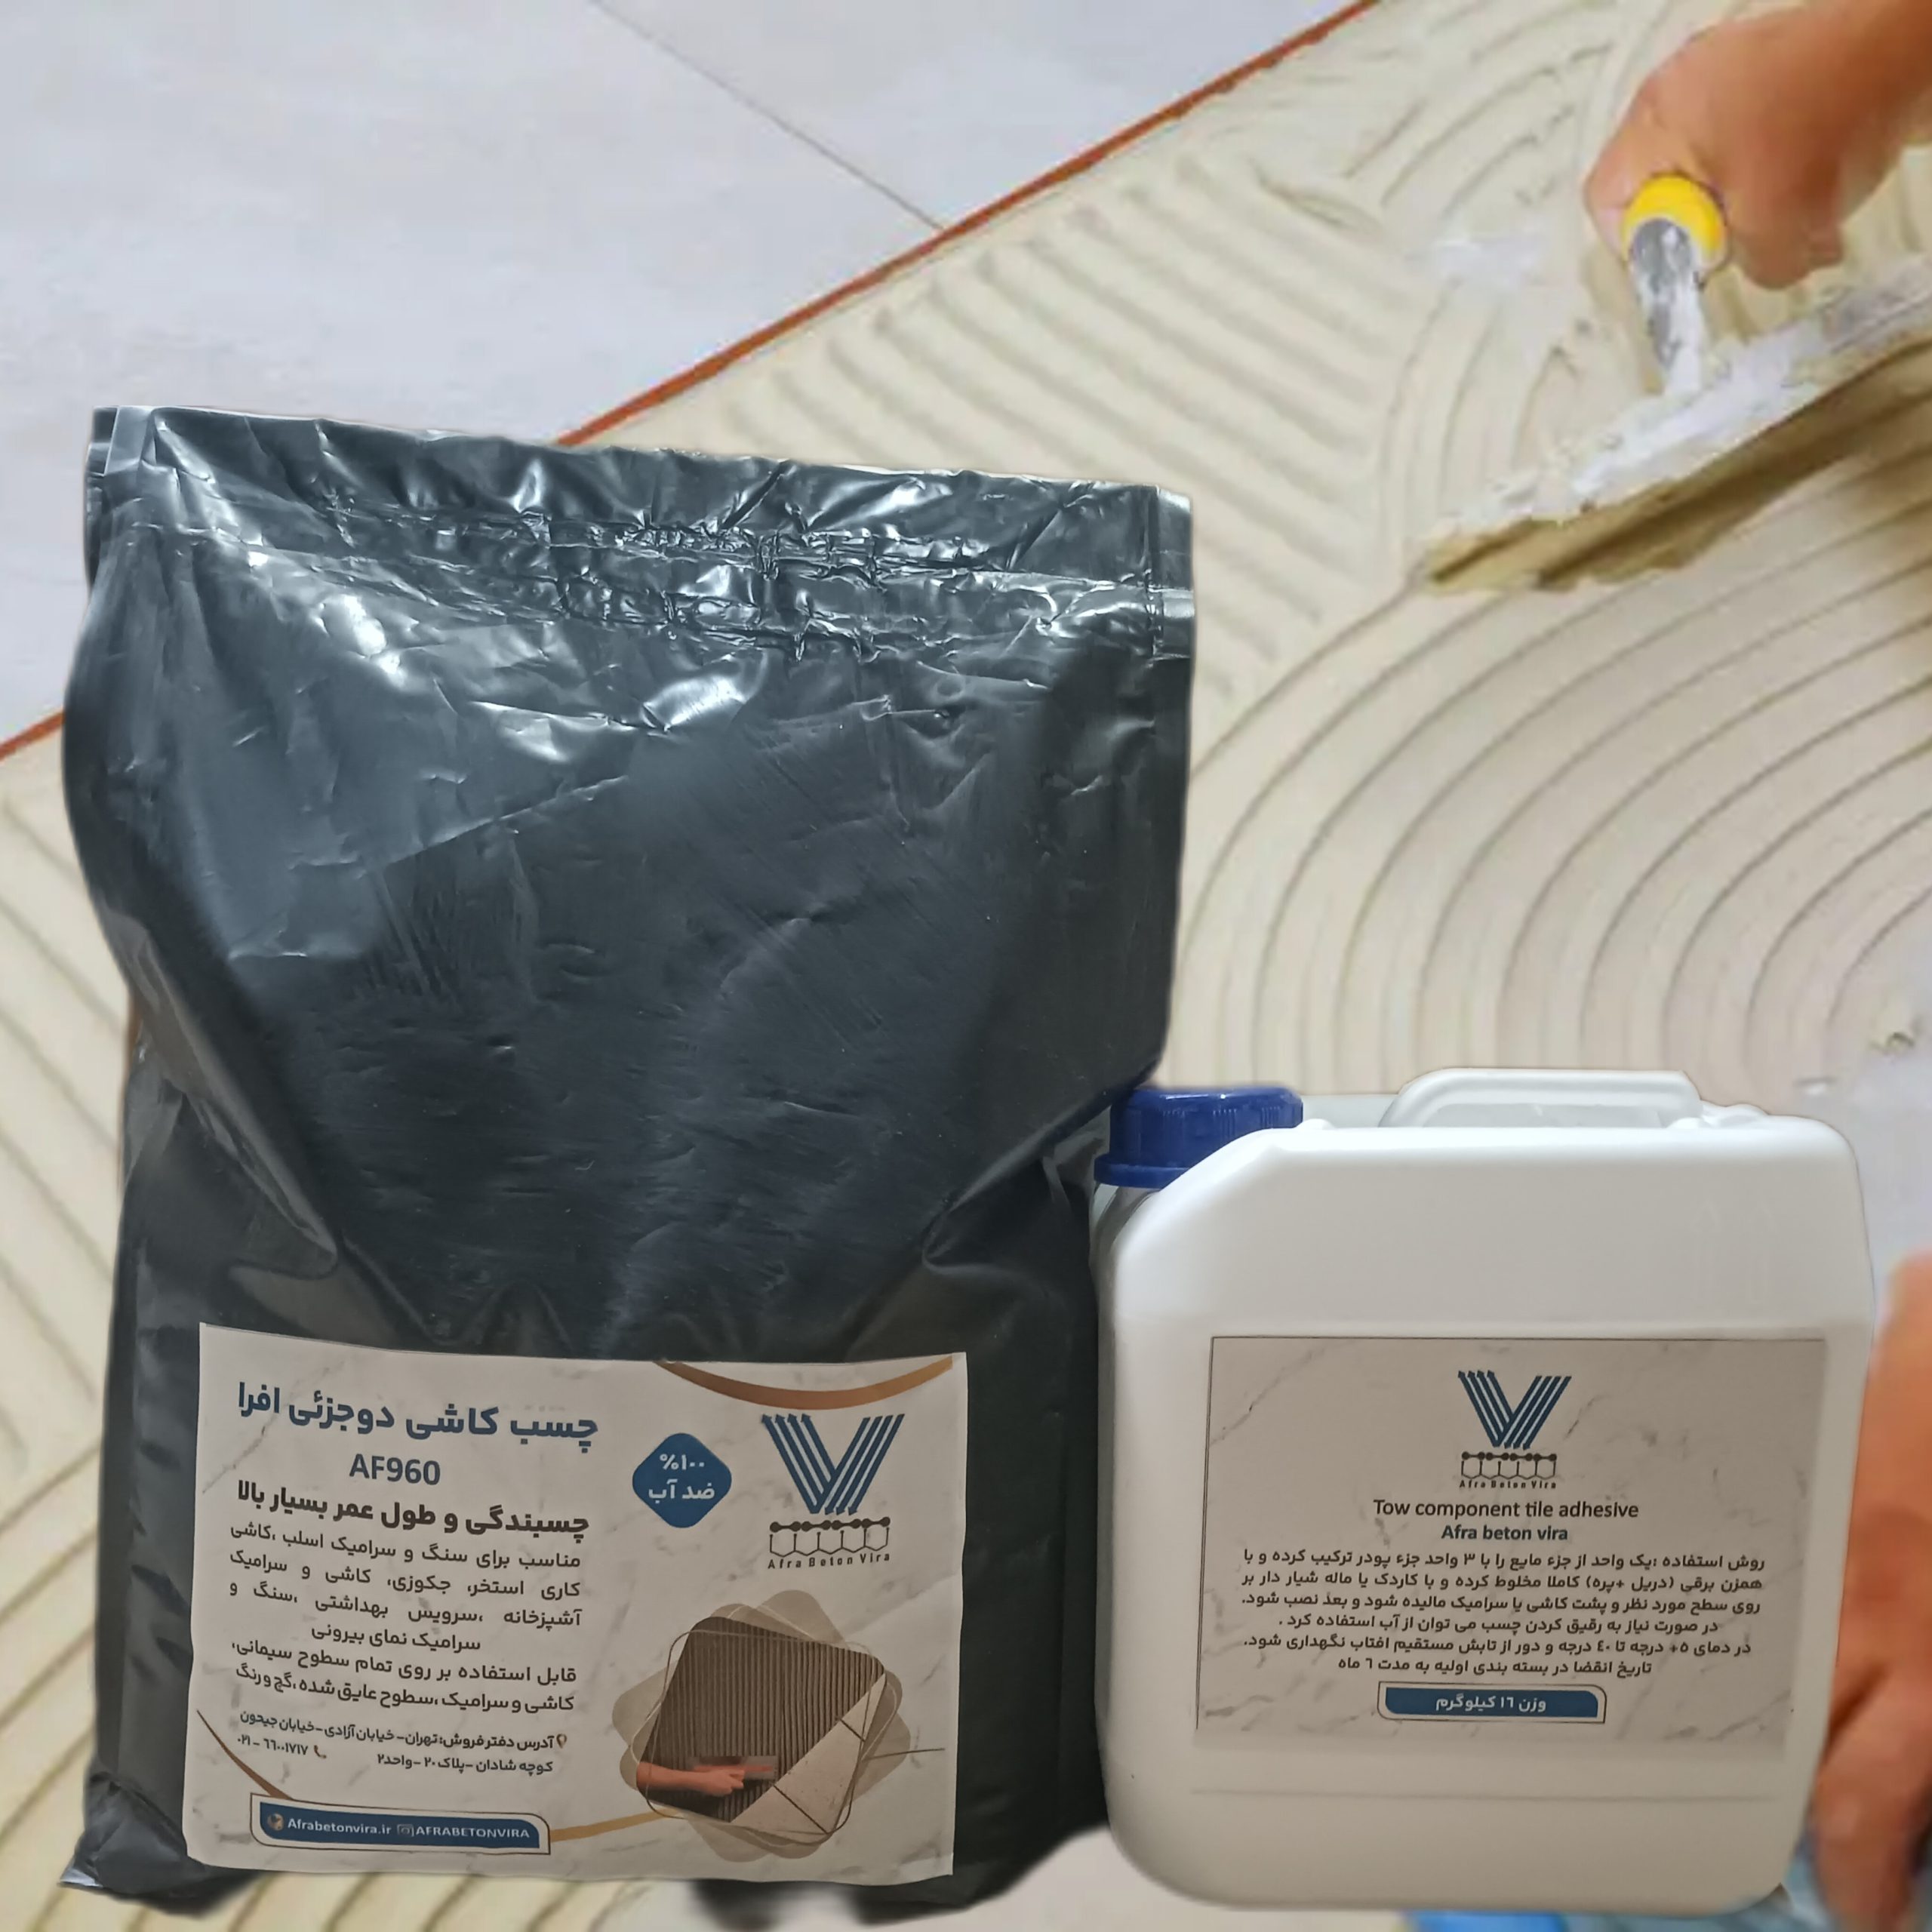 چسب کاشی دوجزئی افرا
AF960
چسبندگی و طول عمر بسیار بالا
مناسب برای سنگ و سرامیک اسلب ،کاشی
کاری استخر، جکوزی، کاشی و سرامیک
آشپزخانه ،سرویس بهداشتی ،سنگ و
سرامیک نمای بیرونی
قابل استفاده بر روی تمام سطوح سیمانی،
کاشی و سرامیک ،سطوح عایق شده ،گچ و رنگ
آدرس دفتر فروش: تهران- خیابان آزادی -خیابان جیحون
کوچه شادان -پلاک ۲۰ -واحد۲
۰۲۱ - ٦٦۰۰۱۷۱۷
Afrabetonvira.ir AFRABETONVIRA
%۱۰۰
ضد آب
Afra Beton Vira
Afra Beton Vira
Tow component tile adhesive
Afra beton vira
روش استفاده :یک واحد از جزء مایع را با ۳ واحد جزء پودر ترکیب کرده و با
همزن برقی (دریل +پره) کاملا مخلوط کرده و با کاردک یا ماله شیار دار بر
روی سطح مورد نظر و پشت کاشی یا سرامیک مالیده شود و بعد نصب شود.
در صورت نیاز به رقیق کردن چسب می توان از آب استفاده کرد .
در دمای ٥+ درجه تا ٤۰ درجه و دور از تابش مستقیم افتاب نگهداری شود.
تاریخ انقضا در بسته بندی اولیه به مدت ٦ ماه
وزن ۱٦ کیلوگرم